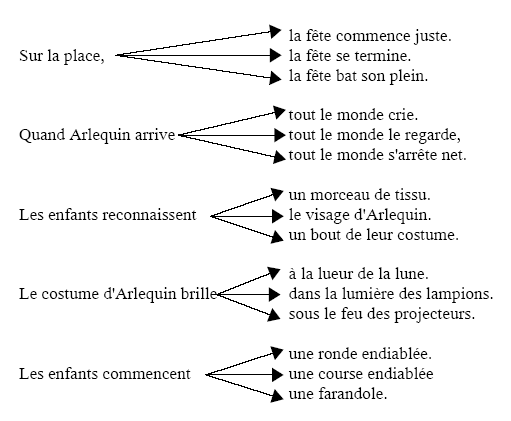 la fête commence juste.
Sur la place, la fête se termine.
la fête bat son plein.
tout le monde crie.
Quand Arlequin arrive tout le monde le regarde,
tout le monde s'arrête net.
un morceau de tissu.
Les enfants reconnaissent le visage d'Arlequin.
un bout de leur costume.
à la lueur de la lune.
Le costume d'Arlequin brille dans la lumière des lampions.
sous le feu des projecteurs.
une ronde endiablée.
Les enfants commencent une course endiablée
une farandole.